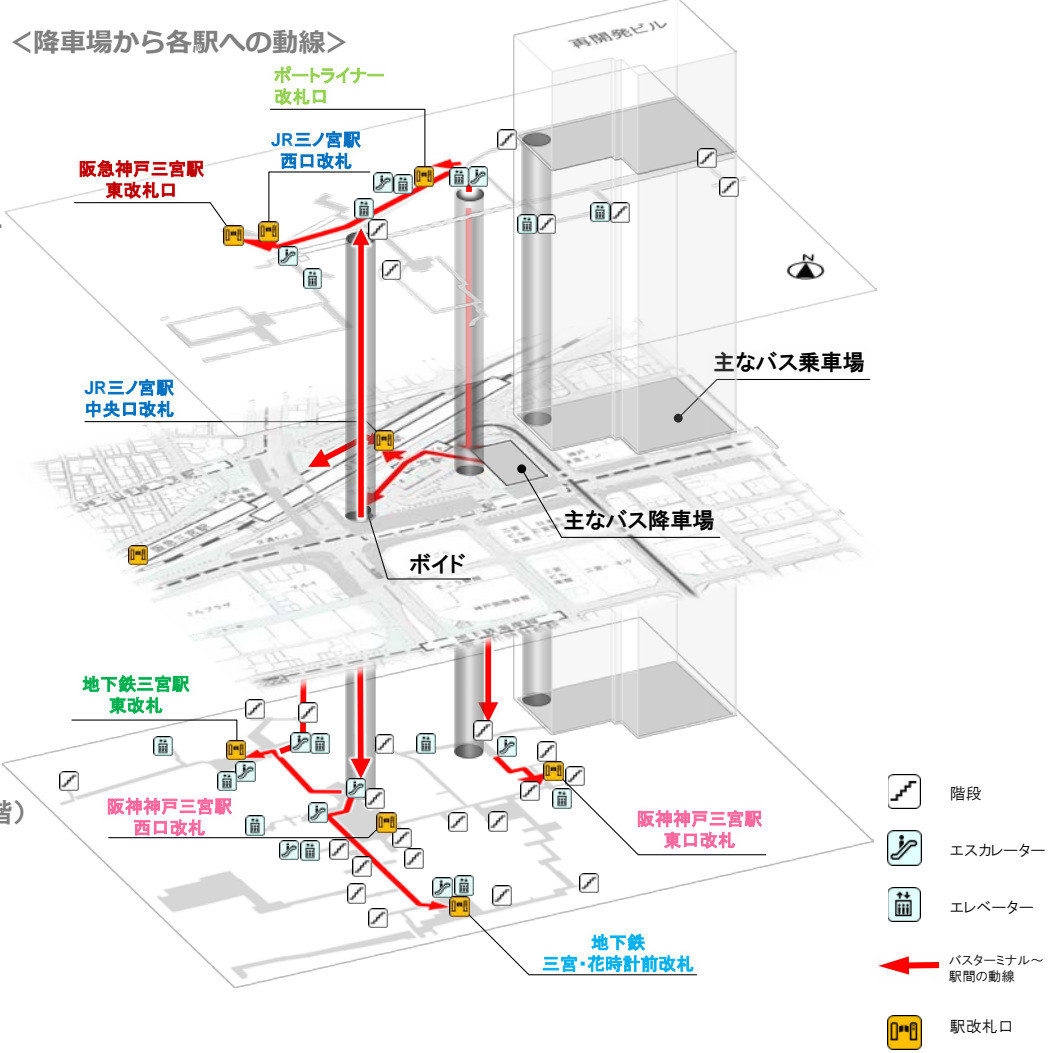 ＜降車場から各駅への動線＞
再開発ビル
ポートライナー
改札口
JR三ノ宮駅
西口改札
阪急神戸三宮駅
東改札口
N
主なバス乗車場
JR三ノ宮駅
中央口改札
主なバス降車場
ボイド
地下鉄三宮駅
東改札
階）
阪神神戸三宮駅
西口改札
阪神神戸三宮駅
東口改札
地下鉄
三宮・花時計前改札
階段
エスカレーター
エレベーター
バスターミナル～
駅間の動線
駅改札口